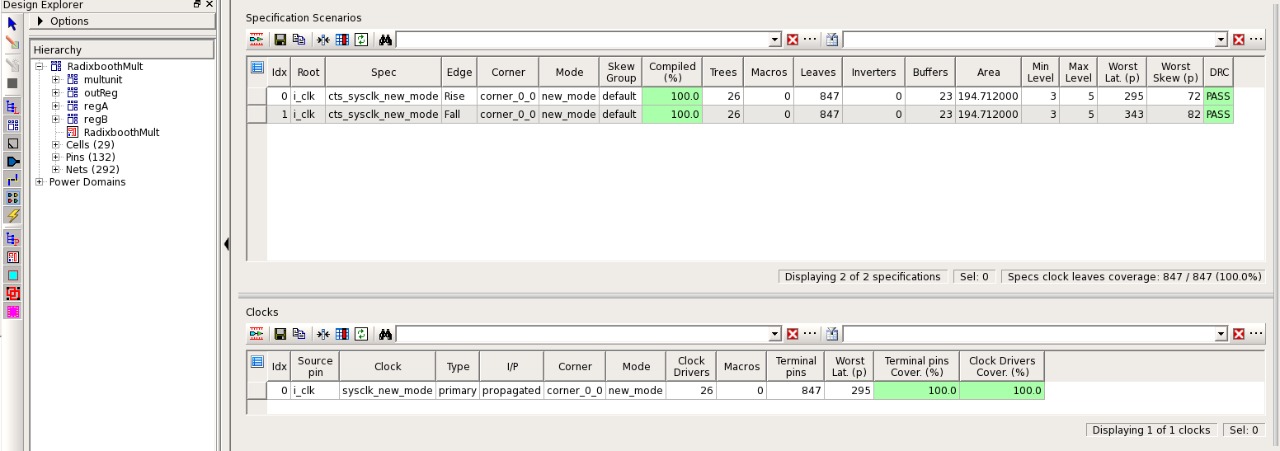 Design Explorer
Options
Hierarchy
RadixboothMult
multunit
outReg
regA
regB
RadixboothMult
Cells (29)
Pins (132)
Nets (292)
Power Domains
Specification Scenarios
Idx Root Spec Edge Corner Mode Skew Group Compiled (%) Trees Macros Leaves Inverters Buffers Area Min Level Max Level Worst Lat. (p) Worst Skew (p) DRC
0 i_clk cts_sysclk_new_mode Rise corner_0_0 new_mode default 100.0 26 0 847 0 23 194.712000 3 5 295 72 PASS
1 i_clk cts_sysclk_new_mode Fall corner_0_0 new_mode default 100.0 26 0 847 0 23 194.712000 3 5 343 82 PASS
Displaying 2 of 2 specifications Sel: 0 Specs clock leaves coverage: 847 / 847 (100.0%)
Clocks
Idx Source pin Clock Type I/P Corner Mode Clock Drivers Macros Terminal pins Worst Lat. (p) Terminal pins Cover. (%) Clock Drivers Cover. (%)
0 i_clk sysclk_new_mode primary propagated corner_0_0 new_mode 26 0 847 295 100.0 100.0
Displaying 1 of 1 clocks Sel: 0